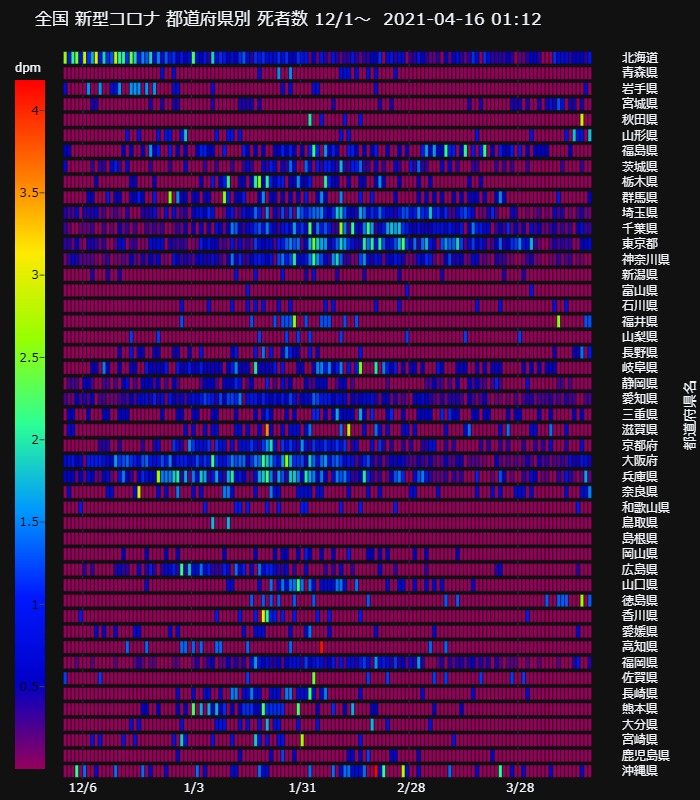 全国 新型コロナ 都道府県別 死者数 12/1～ 2021-04-16 01:12
dpm
4
3.5
3
2.5
2
1.5
1
0.5
北海道
青森県
岩手県
宮城県
秋田県
山形県
福島県
茨城県
栃木県
群馬県
埼玉県
千葉県
東京都
神奈川県
新潟県
富山県
石川県
福井県
山梨県
長野県
岐阜県
静岡県
愛知県
三重県
滋賀県
京都府
大阪府
兵庫県
奈良県
和歌山県
鳥取県
島根県
岡山県
広島県
山口県
徳島県
香川県
愛媛県
高知県
福岡県
佐賀県
長崎県
熊本県
大分県
宮崎県
鹿児島県
沖縄県
都道府県名
12/6 1/3 1/31 2/28 3/28